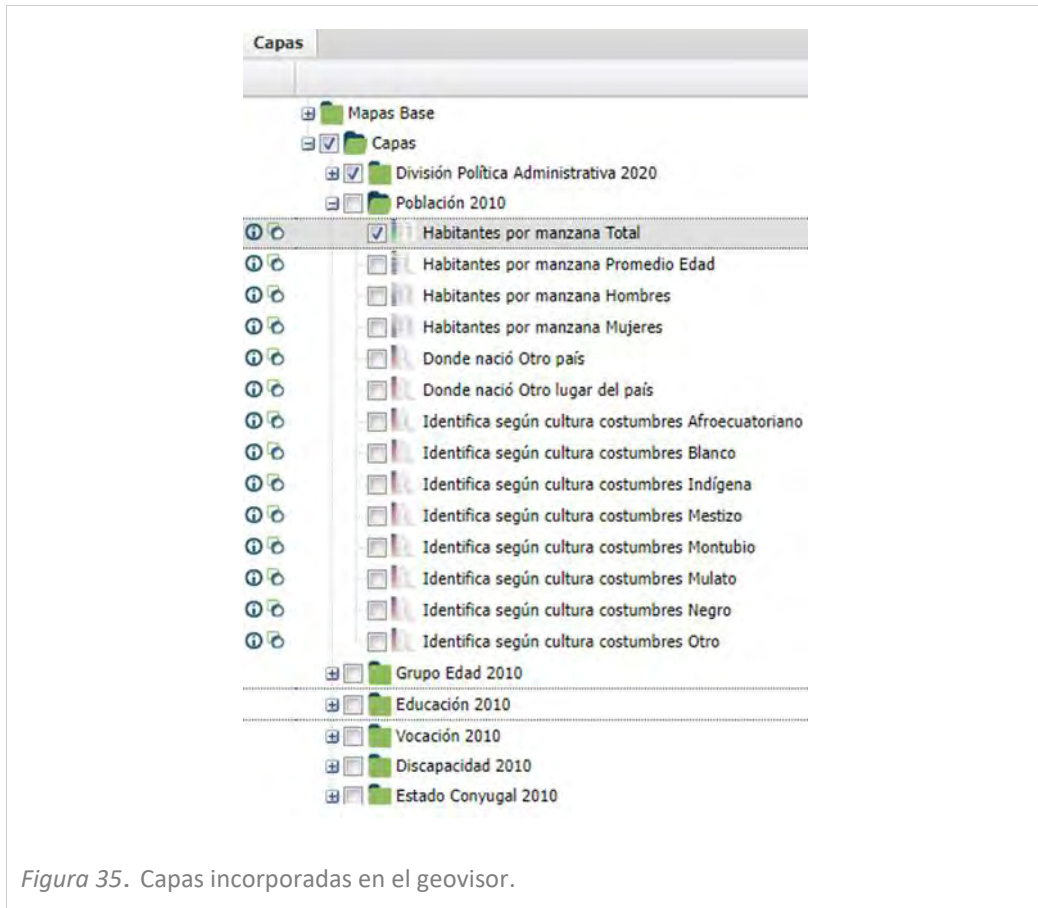 Capas
Mapas Base
Capas
División Política Administrativa 2020
Población 2010
Habitantes por manzana Total
Habitantes por manzana Promedio Edad
Habitantes por manzana Hombres
Habitantes por manzana Mujeres
Donde nació Otro país
Donde nació Otro lugar del país
Identifica según cultura costumbres Afroecuatoriano
Identifica según cultura costumbres Blanco
Identifica según cultura costumbres Indígena
Identifica según cultura costumbres Mestizo
Identifica según cultura costumbres Montubio
Identifica según cultura costumbres Mulato
Identifica según cultura costumbres Negro
Identifica según cultura costumbres Otro
Grupo Edad 2010
Educación 2010
Vocación 2010
Discapacidad 2010
Estado Conyugal 2010
Figura 35. Capas incorporadas en el geovisor.